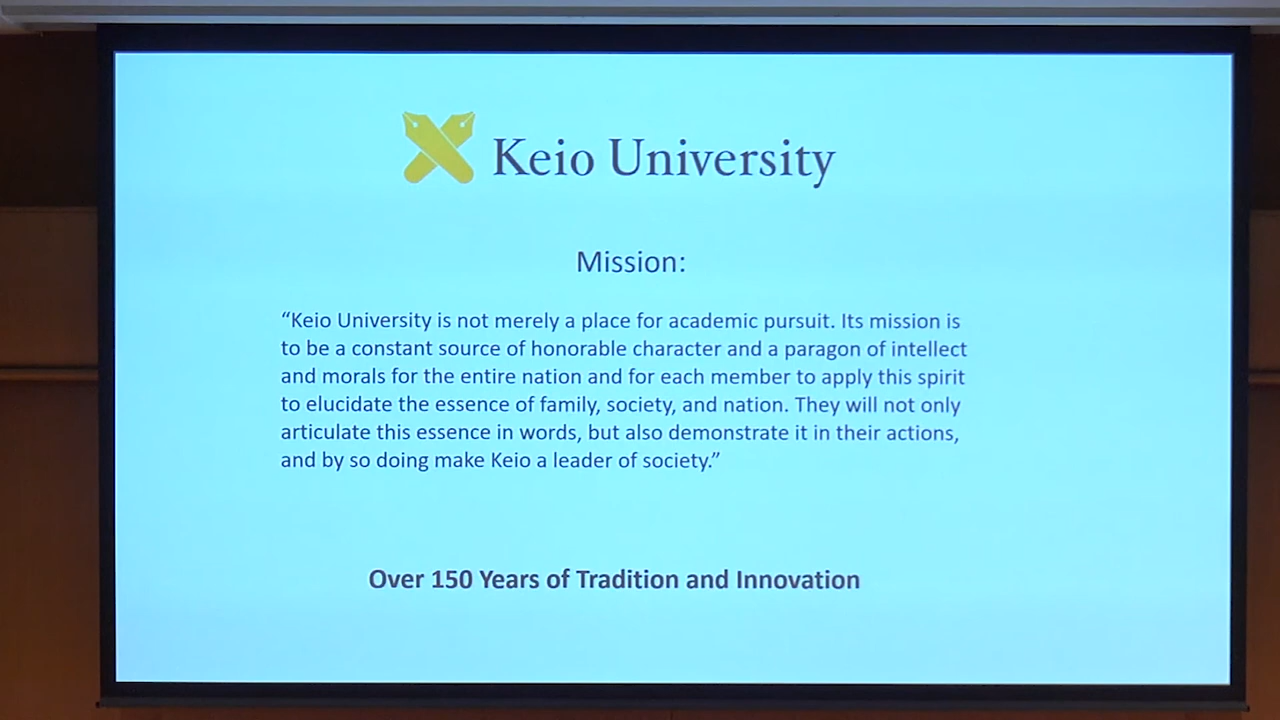 Keio University
Mission:
“Keio University is not merely a place for academic pursuit. Its mission is
to be a constant source of honorable character and a paragon of intellect
and morals for the entire nation and for each member to apply this spirit
to elucidate the essence of family, society, and nation. They will not only
articulate this essence in words, but also demonstrate it in their actions,
and by so doing make Keio a leader of society.”
Over 150 Years of Tradition and Innovation